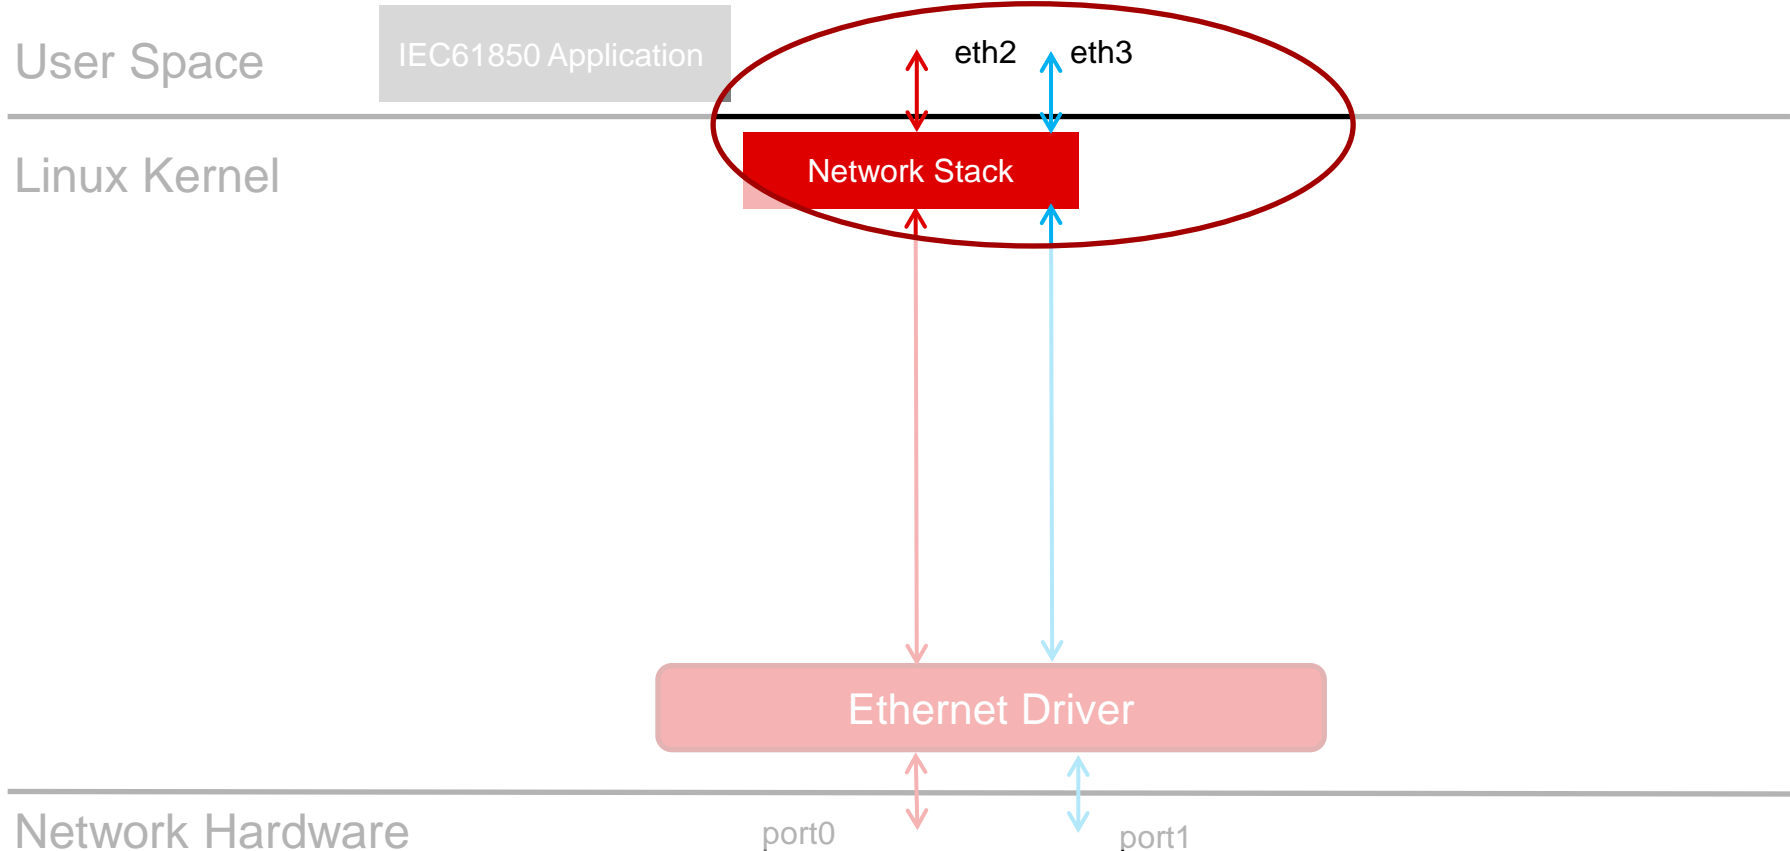 User Space
IEC61850 Application
eth2
eth3
Linux Kernel
Network Stack
Ethernet Driver
Network Hardware
port0
port1